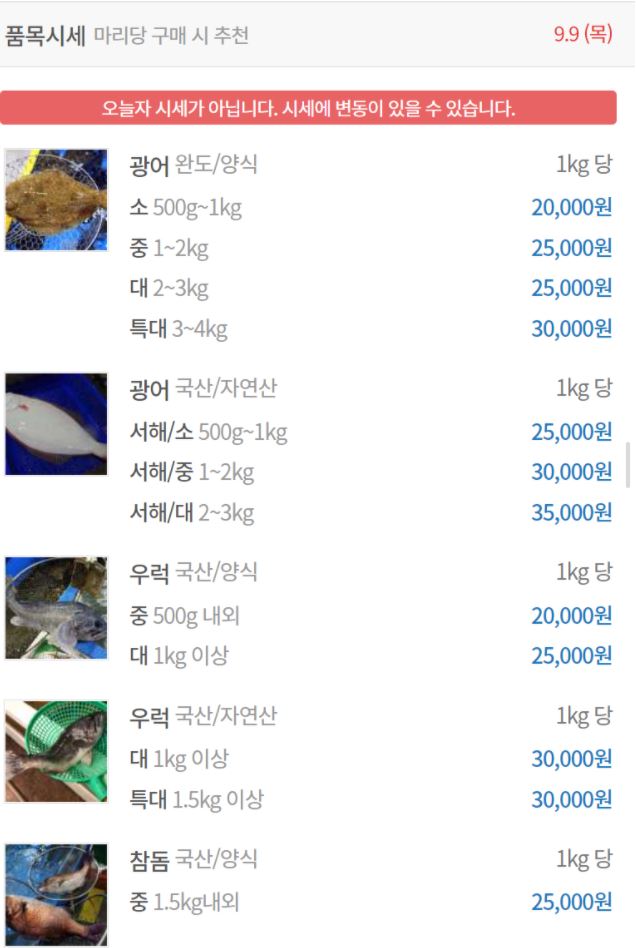 품목시세 마리당 구매 시 추천 9.9 (목)
오늘자 시세가 아닙니다. 시세에 변동이 있을 수 있습니다.
광어 완도/양식 1kg 당
소 500g~1kg 20,000원
중 1~2kg 25,000원
대 2~3kg 25,000원
특대 3~4kg 30,000원
광어 국산/자연산 1kg 당
서해/소 500g~1kg 25,000원
서해/중 1~2kg 30,000원
서해/대 2~3kg 35,000원
우럭 국산/양식 1kg 당
중 500g 내외 20,000원
대 1kg 이상 25,000원
우럭 국산/자연산 1kg 당
대 1kg 이상 30,000원
특대 1.5kg 이상 30,000원
참돔 국산/양식 1kg 당
중 1.5kg내외 25,000원